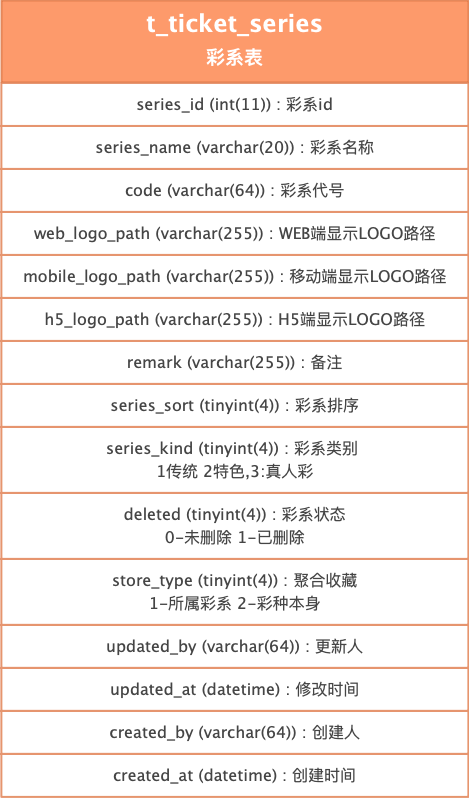 t_ticket_series
彩系表
series_id (int(11)) : 彩系id
series_name (varchar(20)) : 彩系名称
code (varchar(64)) : 彩系代号
web_logo_path (varchar(255)) : WEB端显示LOGO路径
mobile_logo_path (varchar(255)) : 移动端显示LOGO路径
h5_logo_path (varchar(255)) : H5端显示LOGO路径
remark (varchar(255)) : 备注
series_sort (tinyint(4)) : 彩系排序
series_kind (tinyint(4)) : 彩系类别
1传统 2特色,3:真人彩
deleted (tinyint(4)) : 彩系状态
0-未删除 1-已删除
store_type (tinyint(4)) : 聚合收藏
1-所属彩系 2-彩种本身
updated_by (varchar(64)) : 更新人
updated_at (datetime) : 修改时间
created_by (varchar(64)) : 创建人
created_at (datetime) : 创建时间